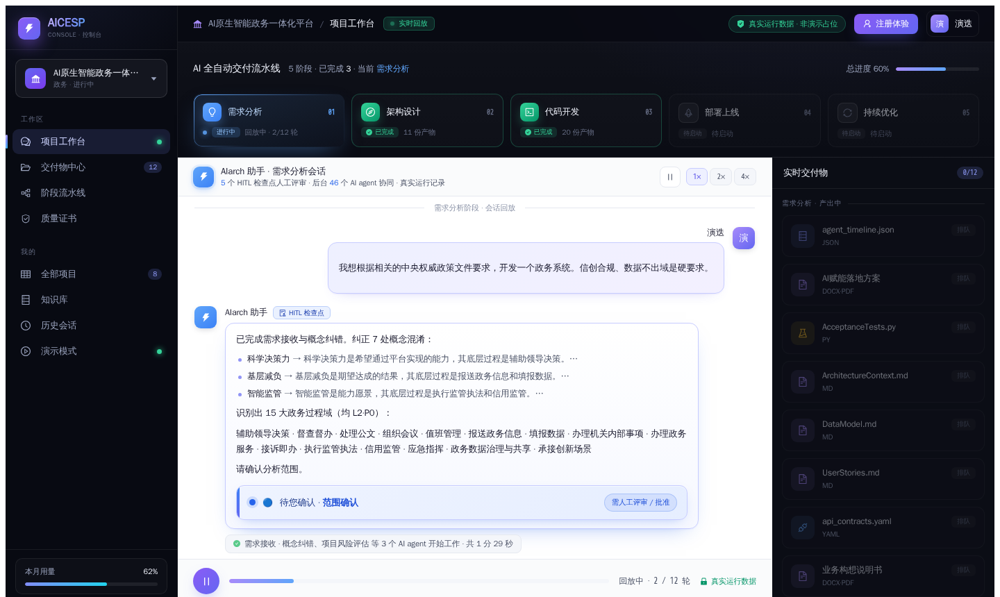 AICESP
CONSOLE · 控制台
AI原生智能政务一体···
政务 · 进行中
工作区
项目工作台
交付物中心 12
阶段流水线
质量证书
我的
全部项目 8
知识库
历史会话
演示模式
本月用量 62%
AI原生智能政务一体化平台 / 项目工作台 实时回放
真实运行数据 · 非演示占位
注册体验
演 演迭
AI 全自动交付流水线 5 阶段 · 已完成 3 · 当前 需求分析
总进度 60%
需求分析 01
进行中 回放中 · 2/12 轮
架构设计 02
已完成 11 份产物
代码开发 03
已完成 20 份产物
部署上线 04
待启动 待启动
持续优化 05
待启动 待启动
AIarch 助手 · 需求分析会话
5 个 HITL 检查点人工评审 · 后台 46 个 AI agent 协同 · 真实运行记录
1× 2× 4×
需求分析阶段 · 会话回放
演迭
演
我想根据相关的中央权威政策文件要求，开发一个政务系统。信创合规、数据不出域是硬要求。
AIarch 助手 HITL 检查点
已完成需求接收与概念纠错。纠正 7 处概念混淆：
科学决策力 → 科学决策力是希望通过平台实现的能力，其底层过程是辅助领导决策。···
基层减负 → 基层减负是期望达成的结果，其底层过程是报送政务信息和填报数据。···
智能监管 → 智能监管是能力愿景，其底层过程是执行监管执法和信用监管。···
识别出 15 大政务过程域（均 L2·P0）：
辅助领导决策 · 督查督办 · 处理公文 · 组织会议 · 值班管理 · 报送政务信息 · 填报数据 · 办理机关内部事项 · 办理政务
服务 · 接诉即办 · 执行监管执法 · 信用监管 · 应急指挥 · 政务数据治理与共享 · 承接创新场景
请确认分析范围。
待您确认 · 范围确认
需人工评审 / 批准
需求接收 · 概念纠错、项目风险评估 等 3 个 AI agent 开始工作 · 共 1 分 29 秒
回放中 · 2 / 12 轮
真实运行数据
实时交付物 0/12
需求分析 · 产出中
agent_timeline.json 排队
JSON
AI赋能落地方案 排队
DOCX·PDF
AcceptanceTests.py 排队
PY
ArchitectureContext.md 排队
MD
DataModel.md 排队
MD
UserStories.md 排队
MD
api_contracts.yaml 排队
YAML
业务构想说明书 排队
DOCX·PDF